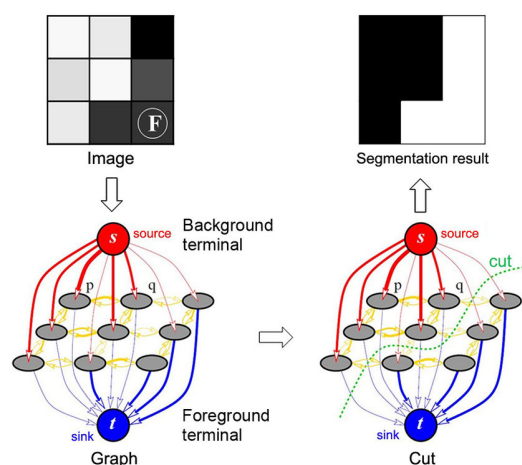 F
Image
Segmentation result
s
source
Background
terminal
p
q
sink
t
Foreground
terminal
Graph
s
source
cut
p
q
sink
t
Cut